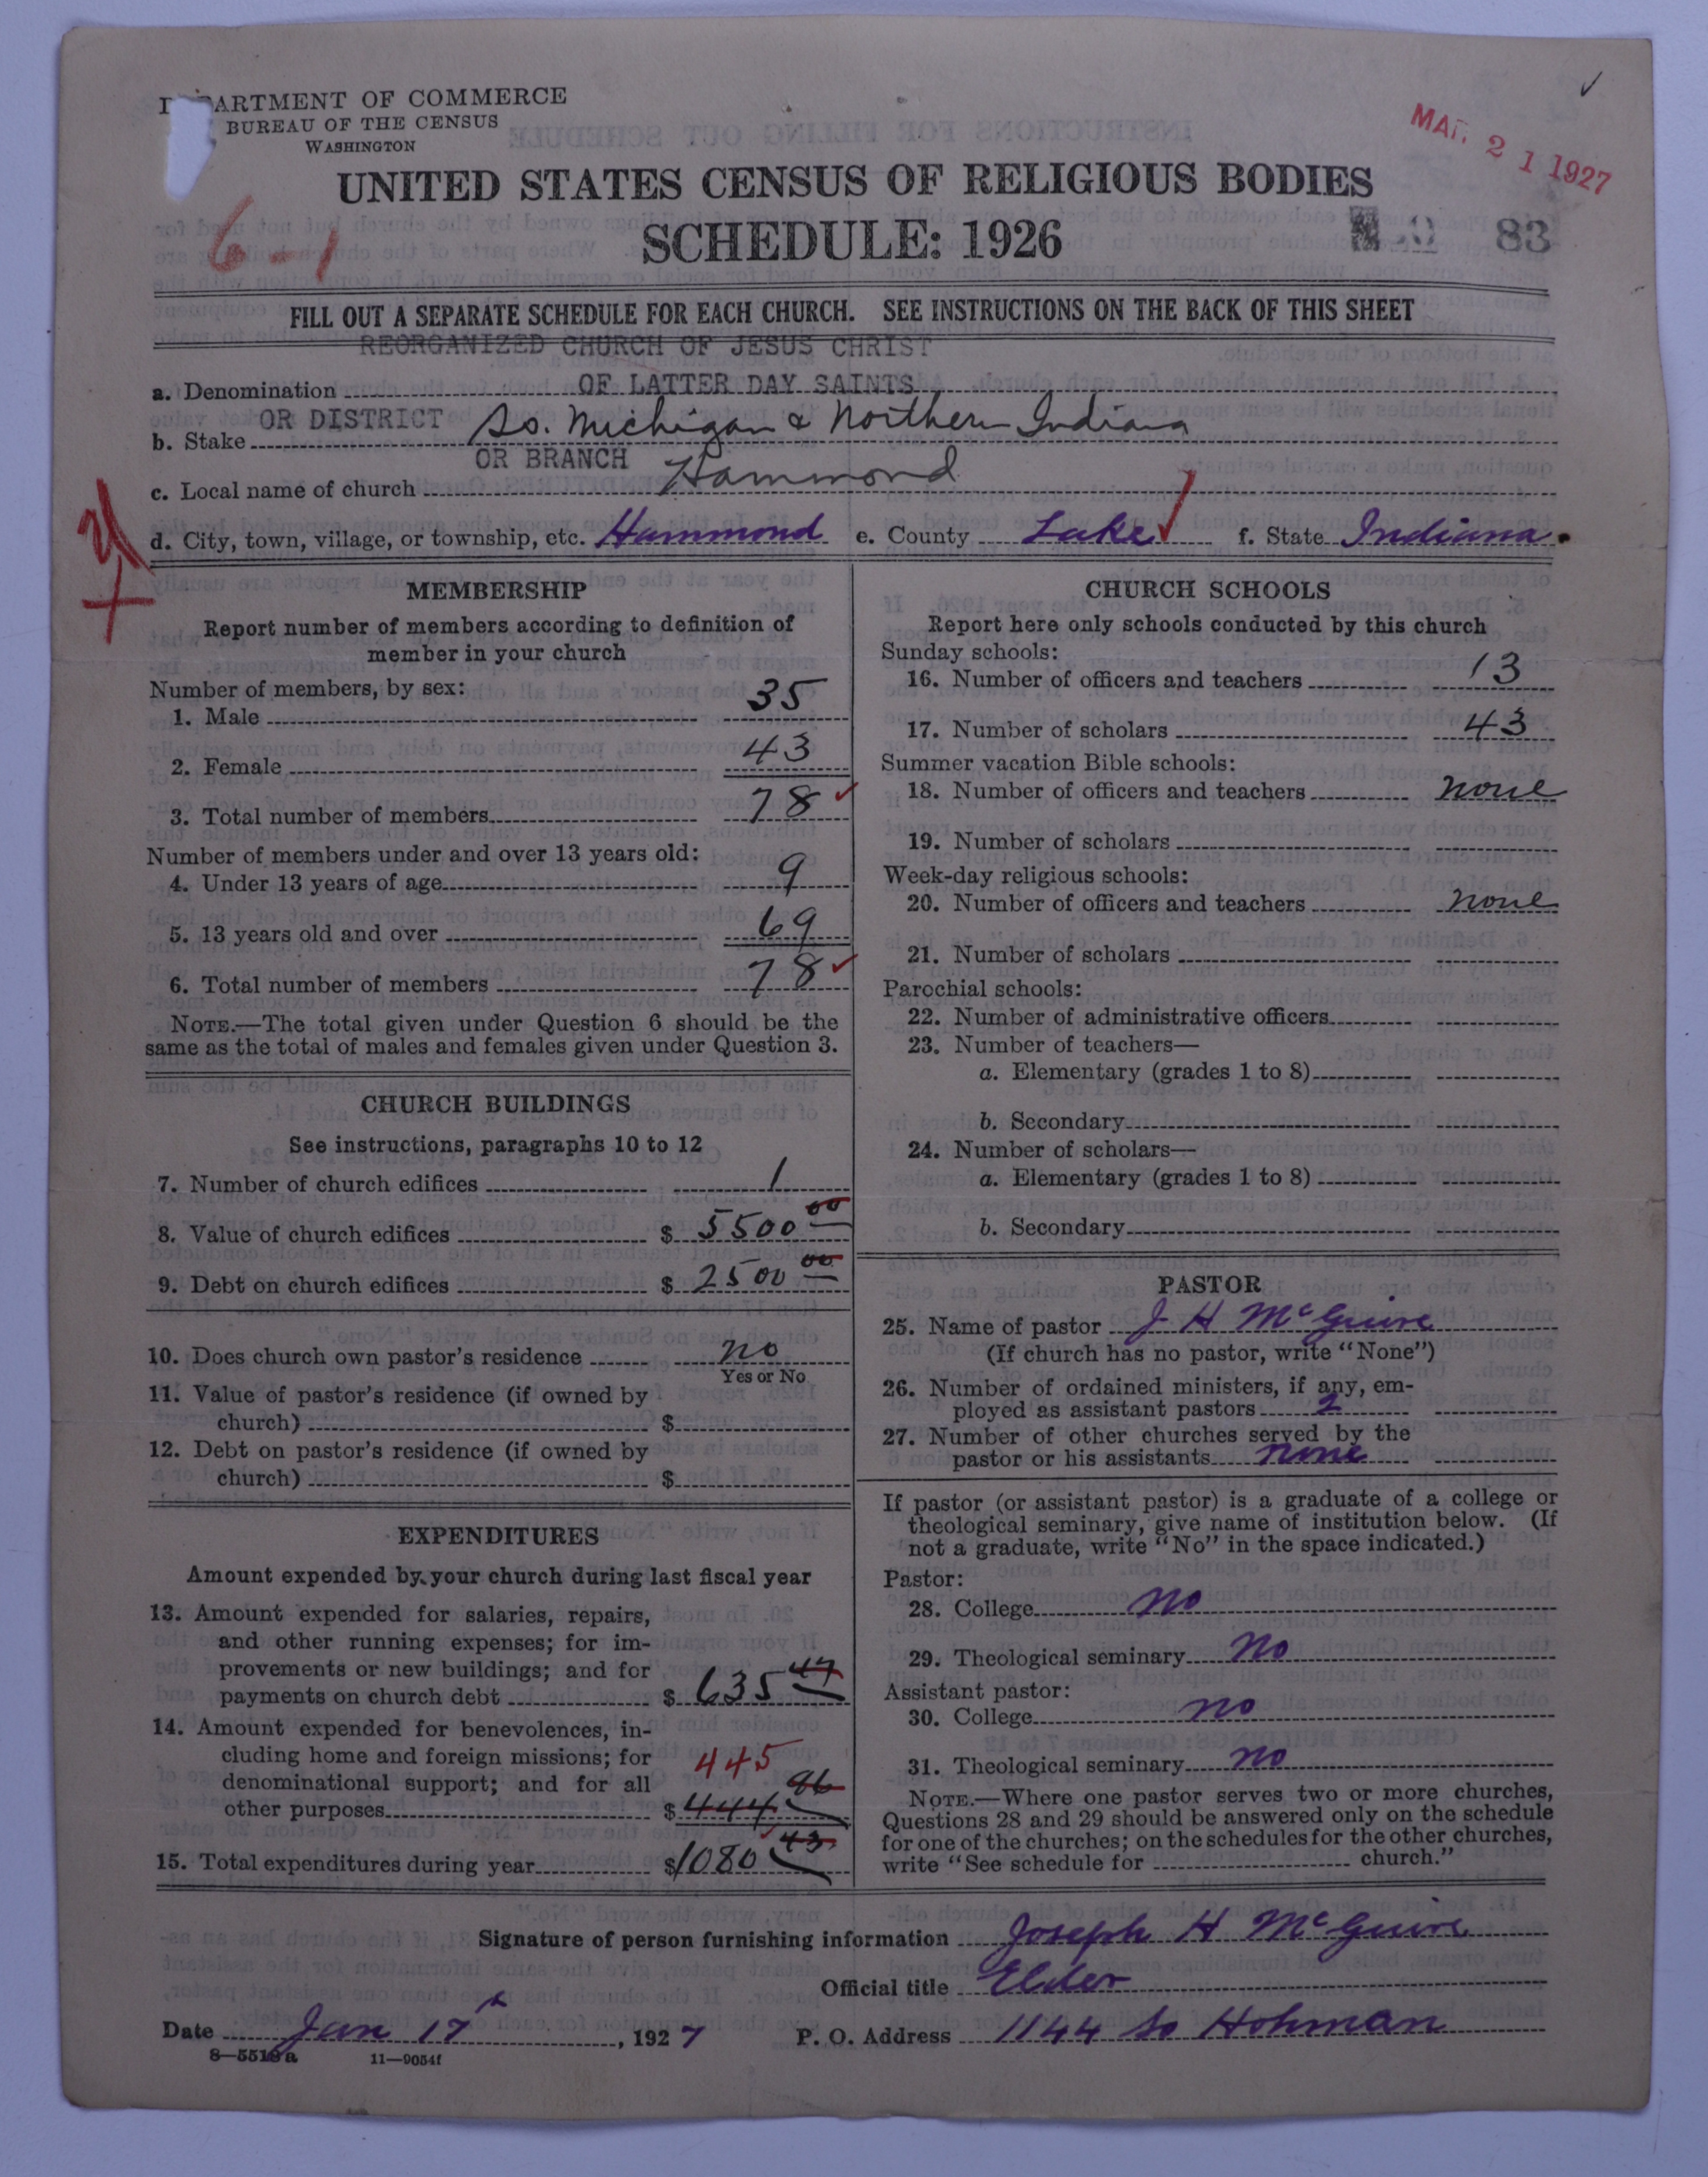 DEPARTMENT OF COMMERCE
BUREAU OF THE CENSUS
WASHINGTON
MAR 21 1927
UNITED STATES CENSUS OF RELIGIOUS BODIES
SCHEDULE: 1926
6-1
83
FILL OUT A SEPARATE SCHEDULE FOR EACH CHURCH. SEE INSTRUCTIONS ON THE BACK OF THIS SHEET
REORGANIZED CHURCH OF JESUS CHRIST
a. Denomination OF LATTER DAY SAINTS
OR DISTRICT
b. Stake So. Michigan & Northern Indiana
OR BRANCH
c. Local name of church Hammond
d. City, town, village, or township, etc. Hammond e. County Lake f. State Indiana.
MEMBERSHIP
Report number of members according to definition of
member in your church
Number of members, by sex:
1. Male 35
2. Female 43
3. Total number of members 78
Number of members under and over 13 years old:
4. Under 13 years of age 9
5. 13 years old and over 69
6. Total number of members 78
NOTE.—The total given under Question 6 should be the
same as the total of males and females given under Question 3.
CHURCH BUILDINGS
See instructions, paragraphs 10 to 12
7. Number of church edifices 1
8. Value of church edifices $ 5500 00
9. Debt on church edifices $ 2500 00
10. Does church own pastor's residence no
Yes or No
11. Value of pastor's residence (if owned by
church) $
12. Debt on pastor's residence (if owned by
church) $
EXPENDITURES
Amount expended by your church during last fiscal year
13. Amount expended for salaries, repairs,
and other running expenses; for im-
provements or new buildings; and for
payments on church debt $ 635 47
14. Amount expended for benevolences, in-
cluding home and foreign missions; for
445
denominational support; and for all
other purposes $ 444 96
15. Total expenditures during year $1080 43
CHURCH SCHOOLS
Report here only schools conducted by this church
Sunday schools:
16. Number of officers and teachers 13
17. Number of scholars 43
Summer vacation Bible schools:
18. Number of officers and teachers none
19. Number of scholars
Week-day religious schools:
20. Number of officers and teachers none
21. Number of scholars
Parochial schools:
22. Number of administrative officers
23. Number of teachers—
a. Elementary (grades 1 to 8)
b. Secondary
24. Number of scholars—
a. Elementary (grades 1 to 8)
b. Secondary
PASTOR
25. Name of pastor J H McGuire
(If church has no pastor, write "None")
26. Number of ordained ministers, if any, em-
ployed as assistant pastors 2
27. Number of other churches served by the
pastor or his assistants none
If pastor (or assistant pastor) is a graduate of a college or
theological seminary, give name of institution below. (If
not a graduate, write "No" in the space indicated.)
Pastor:
28. College no
29. Theological seminary no
Assistant pastor:
30. College no
31. Theological seminary no
NOTE.—Where one pastor serves two or more churches,
Questions 28 and 29 should be answered only on the schedule
for one of the churches; on the schedules for the other churches,
write "See schedule for church."
Signature of person furnishing information Joseph H McGuire
Official title Elder
Date Jan 17th, 1927 P. O. Address 1144 So Hohman
8—5518a 11—9054f